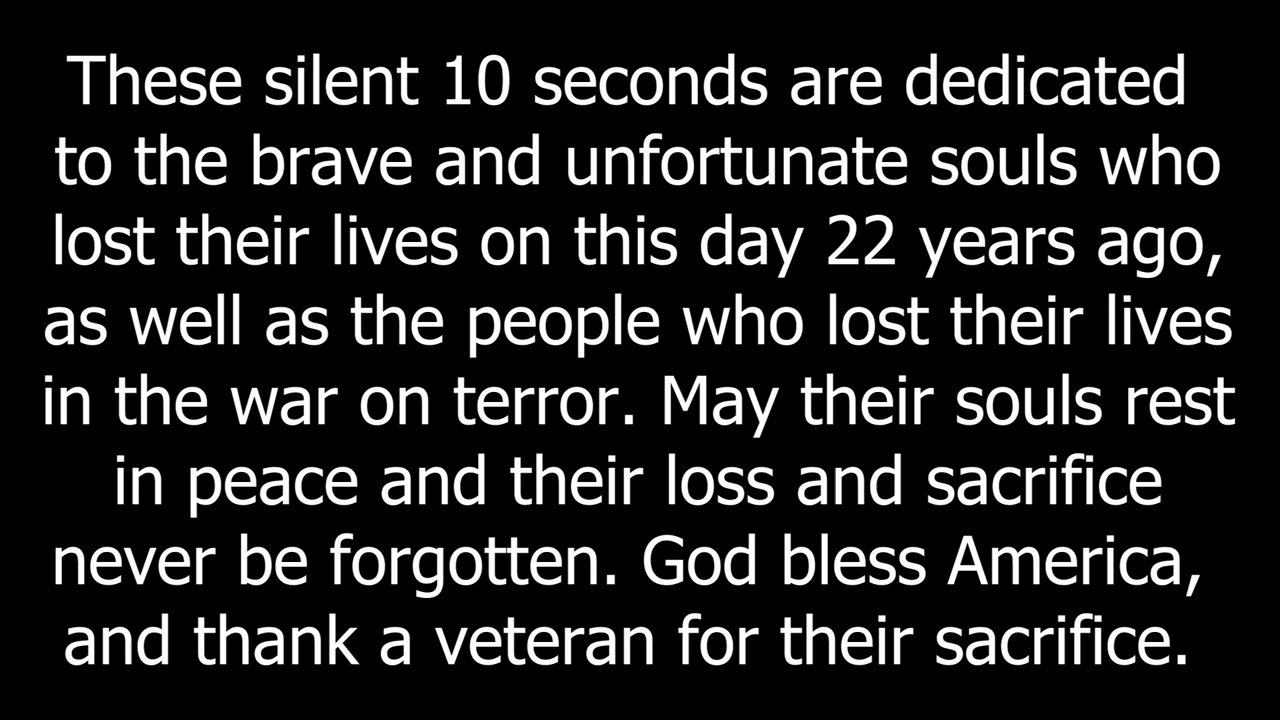 These silent 10 seconds are dedicated
to the brave and unfortunate souls who
lost their lives on this day 22 years ago,
as well as the people who lost their lives
in the war on terror. May their souls rest
in peace and their loss and sacrifice
never be forgotten. God bless America,
and thank a veteran for their sacrifice.